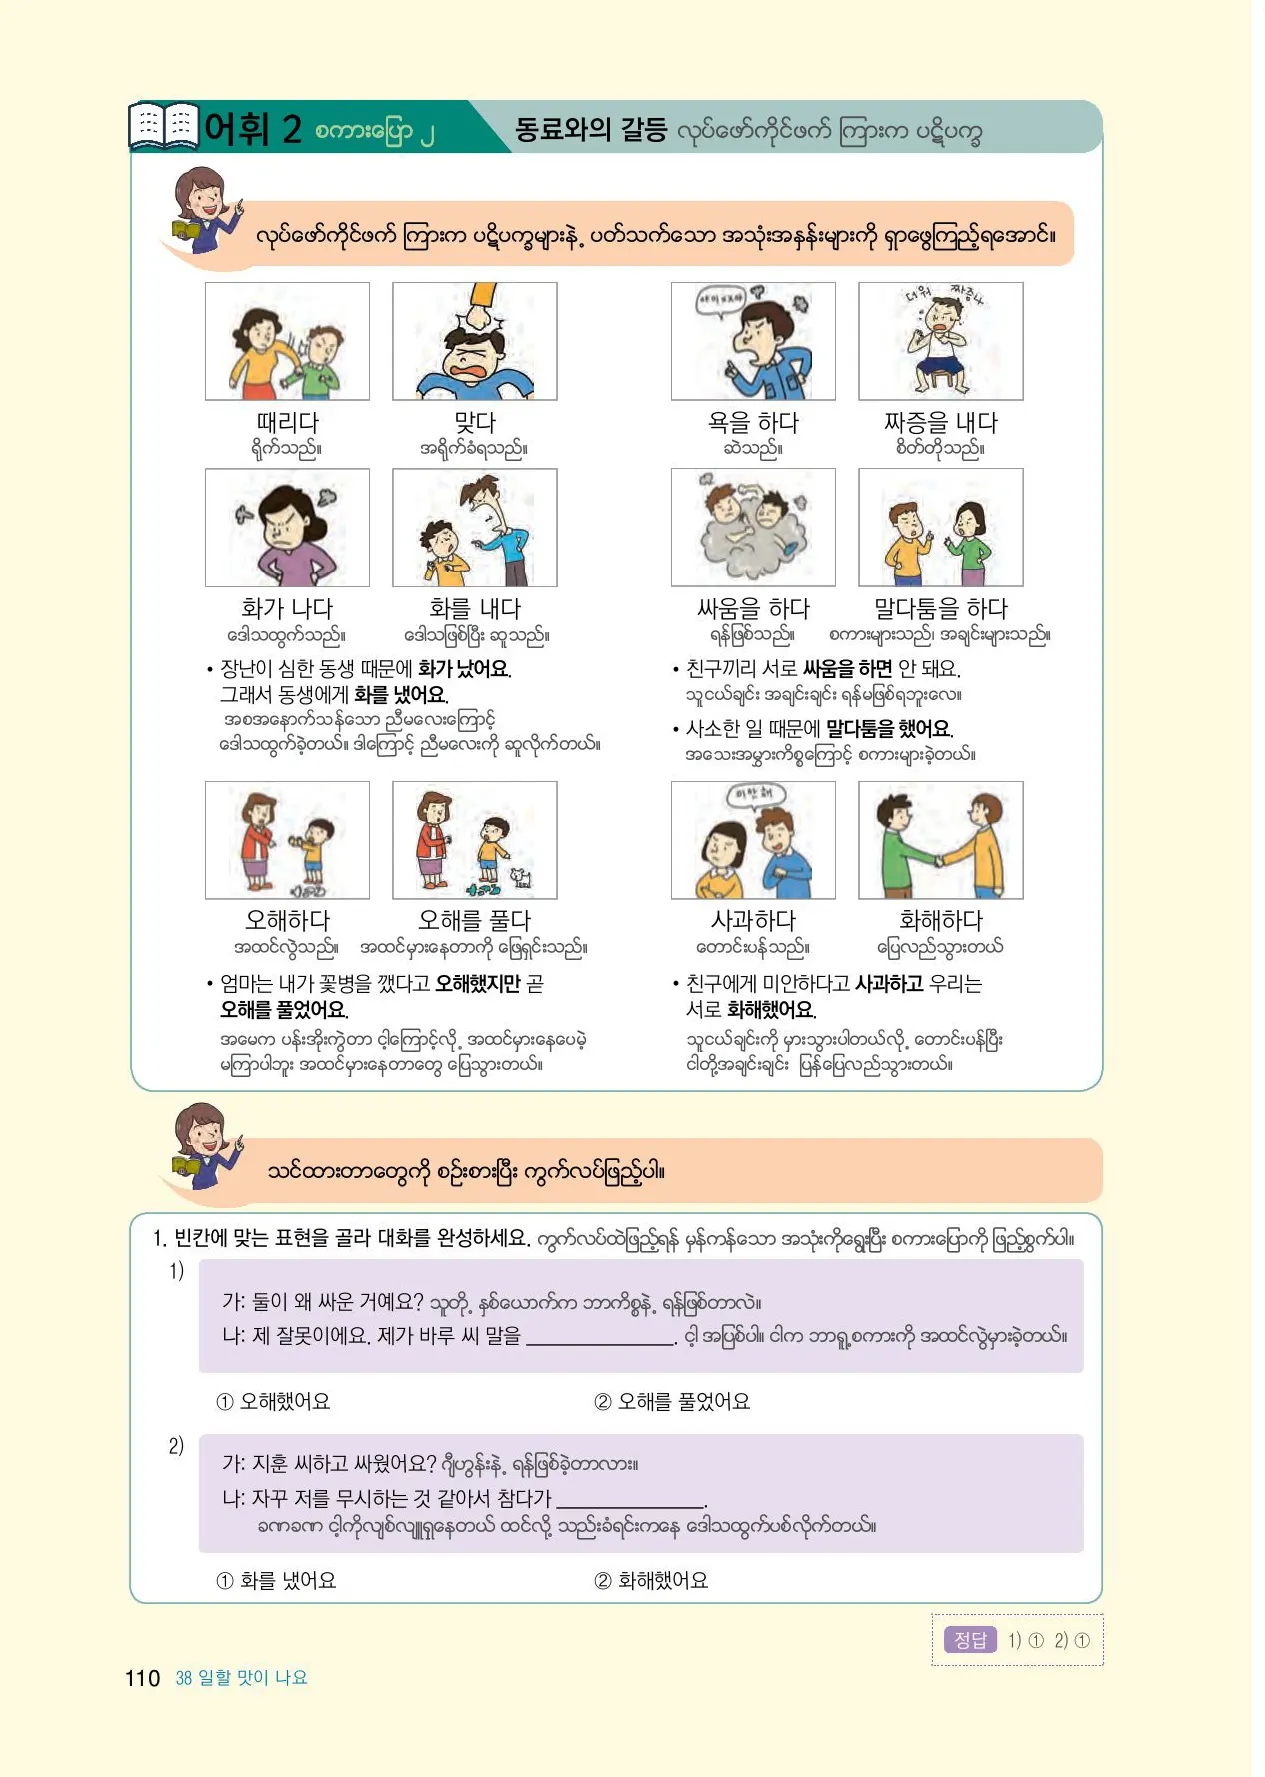 어휘 2 စကားပြော ၂ 동료와의 갈등 လုပ်ဖော်ကိုင်ဖက် ကြားက ပဋိပက္ခ
လုပ်ဖော်ကိုင်ဖက် ကြားက ပဋိပက္ခများနဲ့ ပတ်သက်သော အသုံးအနှုန်းများကို ရှာဖွေကြည့်ရအောင်။
더워 짜증나
때리다 맞다 욕을 하다 짜증을 내다
ရိုက်သည်။ အရိုက်ခံရသည်။ ဆဲသည်။ စိတ်တိုသည်။
화가 나다 화를 내다 싸움을 하다 말다툼을 하다
ဒေါသထွက်သည်။ ဒေါသဖြစ်ပြီး ဆူသည်။ ရန်ဖြစ်သည်။ စကားများသည်၊ အချင်းများသည်။
• 장난이 심한 동생 때문에 화가 났어요.
그래서 동생에게 화를 냈어요.
အစအနောက်သန်သော ညီမလေးကြောင့်
ဒေါသထွက်ခဲ့တယ်။ ဒါကြောင့် ညီမလေးကို ဆူလိုက်တယ်။
• 친구끼리 서로 싸움을 하면 안 돼요.
သူငယ်ချင်း အချင်းချင်း ရန်မဖြစ်ရဘူးလေ။
• 사소한 일 때문에 말다툼을 했어요.
အသေးအမွှားကိစ္စကြောင့် စကားများခဲ့တယ်။
미안해
오해하다 오해를 풀다 사과하다 화해하다
အထင်လွဲသည်။ အထင်မှားနေတာကို ဖြေရှင်းသည်။ တောင်းပန်သည်။ ပြေလည်သွားတယ်
• 엄마는 내가 꽃병을 깼다고 오해했지만 곧
오해를 풀었어요.
အမေက ပန်းအိုးကွဲတာ ငါ့ကြောင့်လို့ အထင်မှားနေပေမဲ့
မကြာပါဘူး အထင်မှားနေတာတွေ ပြေသွားတယ်။
• 친구에게 미안하다고 사과하고 우리는
서로 화해했어요.
သူငယ်ချင်းကို မှားသွားပါတယ်လို့ တောင်းပန်ပြီး
ငါတို့အချင်းချင်း ပြန်ပြေလည်သွားတယ်။
သင်ထားတာတွေကို စဉ်းစားပြီး ကွက်လပ်ဖြည့်ပါ။
1. 빈칸에 맞는 표현을 골라 대화를 완성하세요. ကွက်လပ်ထဲဖြည့်ရန် မှန်ကန်သော အသုံးကိုရွေးပြီး စကားပြောကို ဖြည့်စွက်ပါ။
1)
가: 둘이 왜 싸운 거예요? သူတို့ နှစ်ယောက်က ဘာကိစ္စနဲ့ ရန်ဖြစ်တာလဲ။
나: 제 잘못이에요. 제가 바루 씨 말을 ______________. ငါ့ အပြစ်ပါ။ ငါက ဘာရူ့စကားကို အထင်လွဲမှားခဲ့တယ်။
① 오해했어요 ② 오해를 풀었어요
2)
가: 지훈 씨하고 싸웠어요? ဂျီဟွန်းနဲ့ ရန်ဖြစ်ခဲ့တာလား။
나: 자꾸 저를 무시하는 것 같아서 참다가 ______________.
ခဏခဏ ငါ့ကိုလျစ်လျူရှုနေတယ် ထင်လို့ သည်းခံရင်းကနေ ဒေါသထွက်ပစ်လိုက်တယ်။
① 화를 냈어요 ② 화해했어요
정답 1) ① 2) ①
110 38 일할 맛이 나요